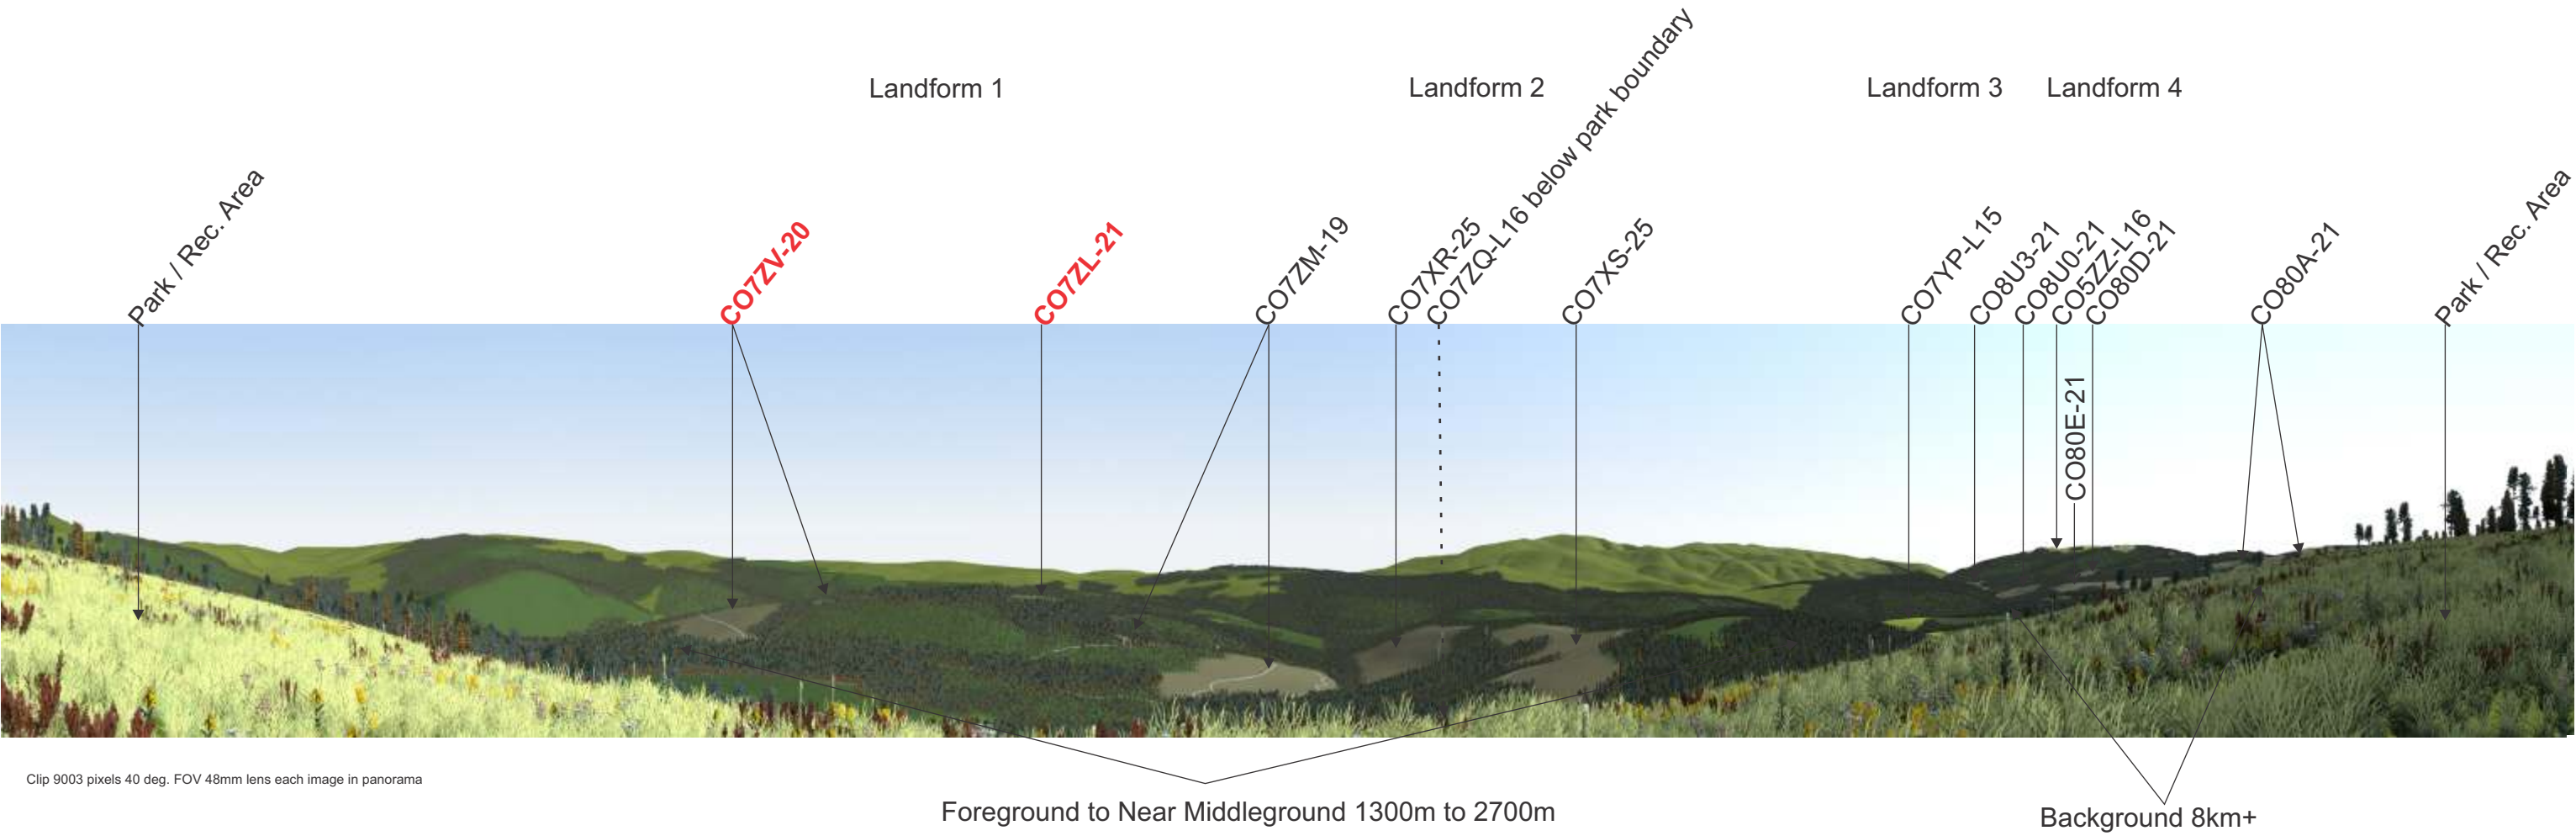 Landform 1
Landform 2
Landform 3
Landform 4
Park / Rec. Area
CO7ZV-20
CO7ZL-21
CO7ZM-19
CO7XR-25
CO7ZQ-L16 below park boundary
CO7XS-25
CO7YP-L15
CO8U3-21
CO8U0-21
CO5ZZ-L16
CO80D-21
CO80A-21
Park / Rec. Area
CO80E-21
Clip 9003 pixels 40 deg. FOV 48mm lens each image in panorama
Foreground to Near Middleground 1300m to 2700m
Background 8km+